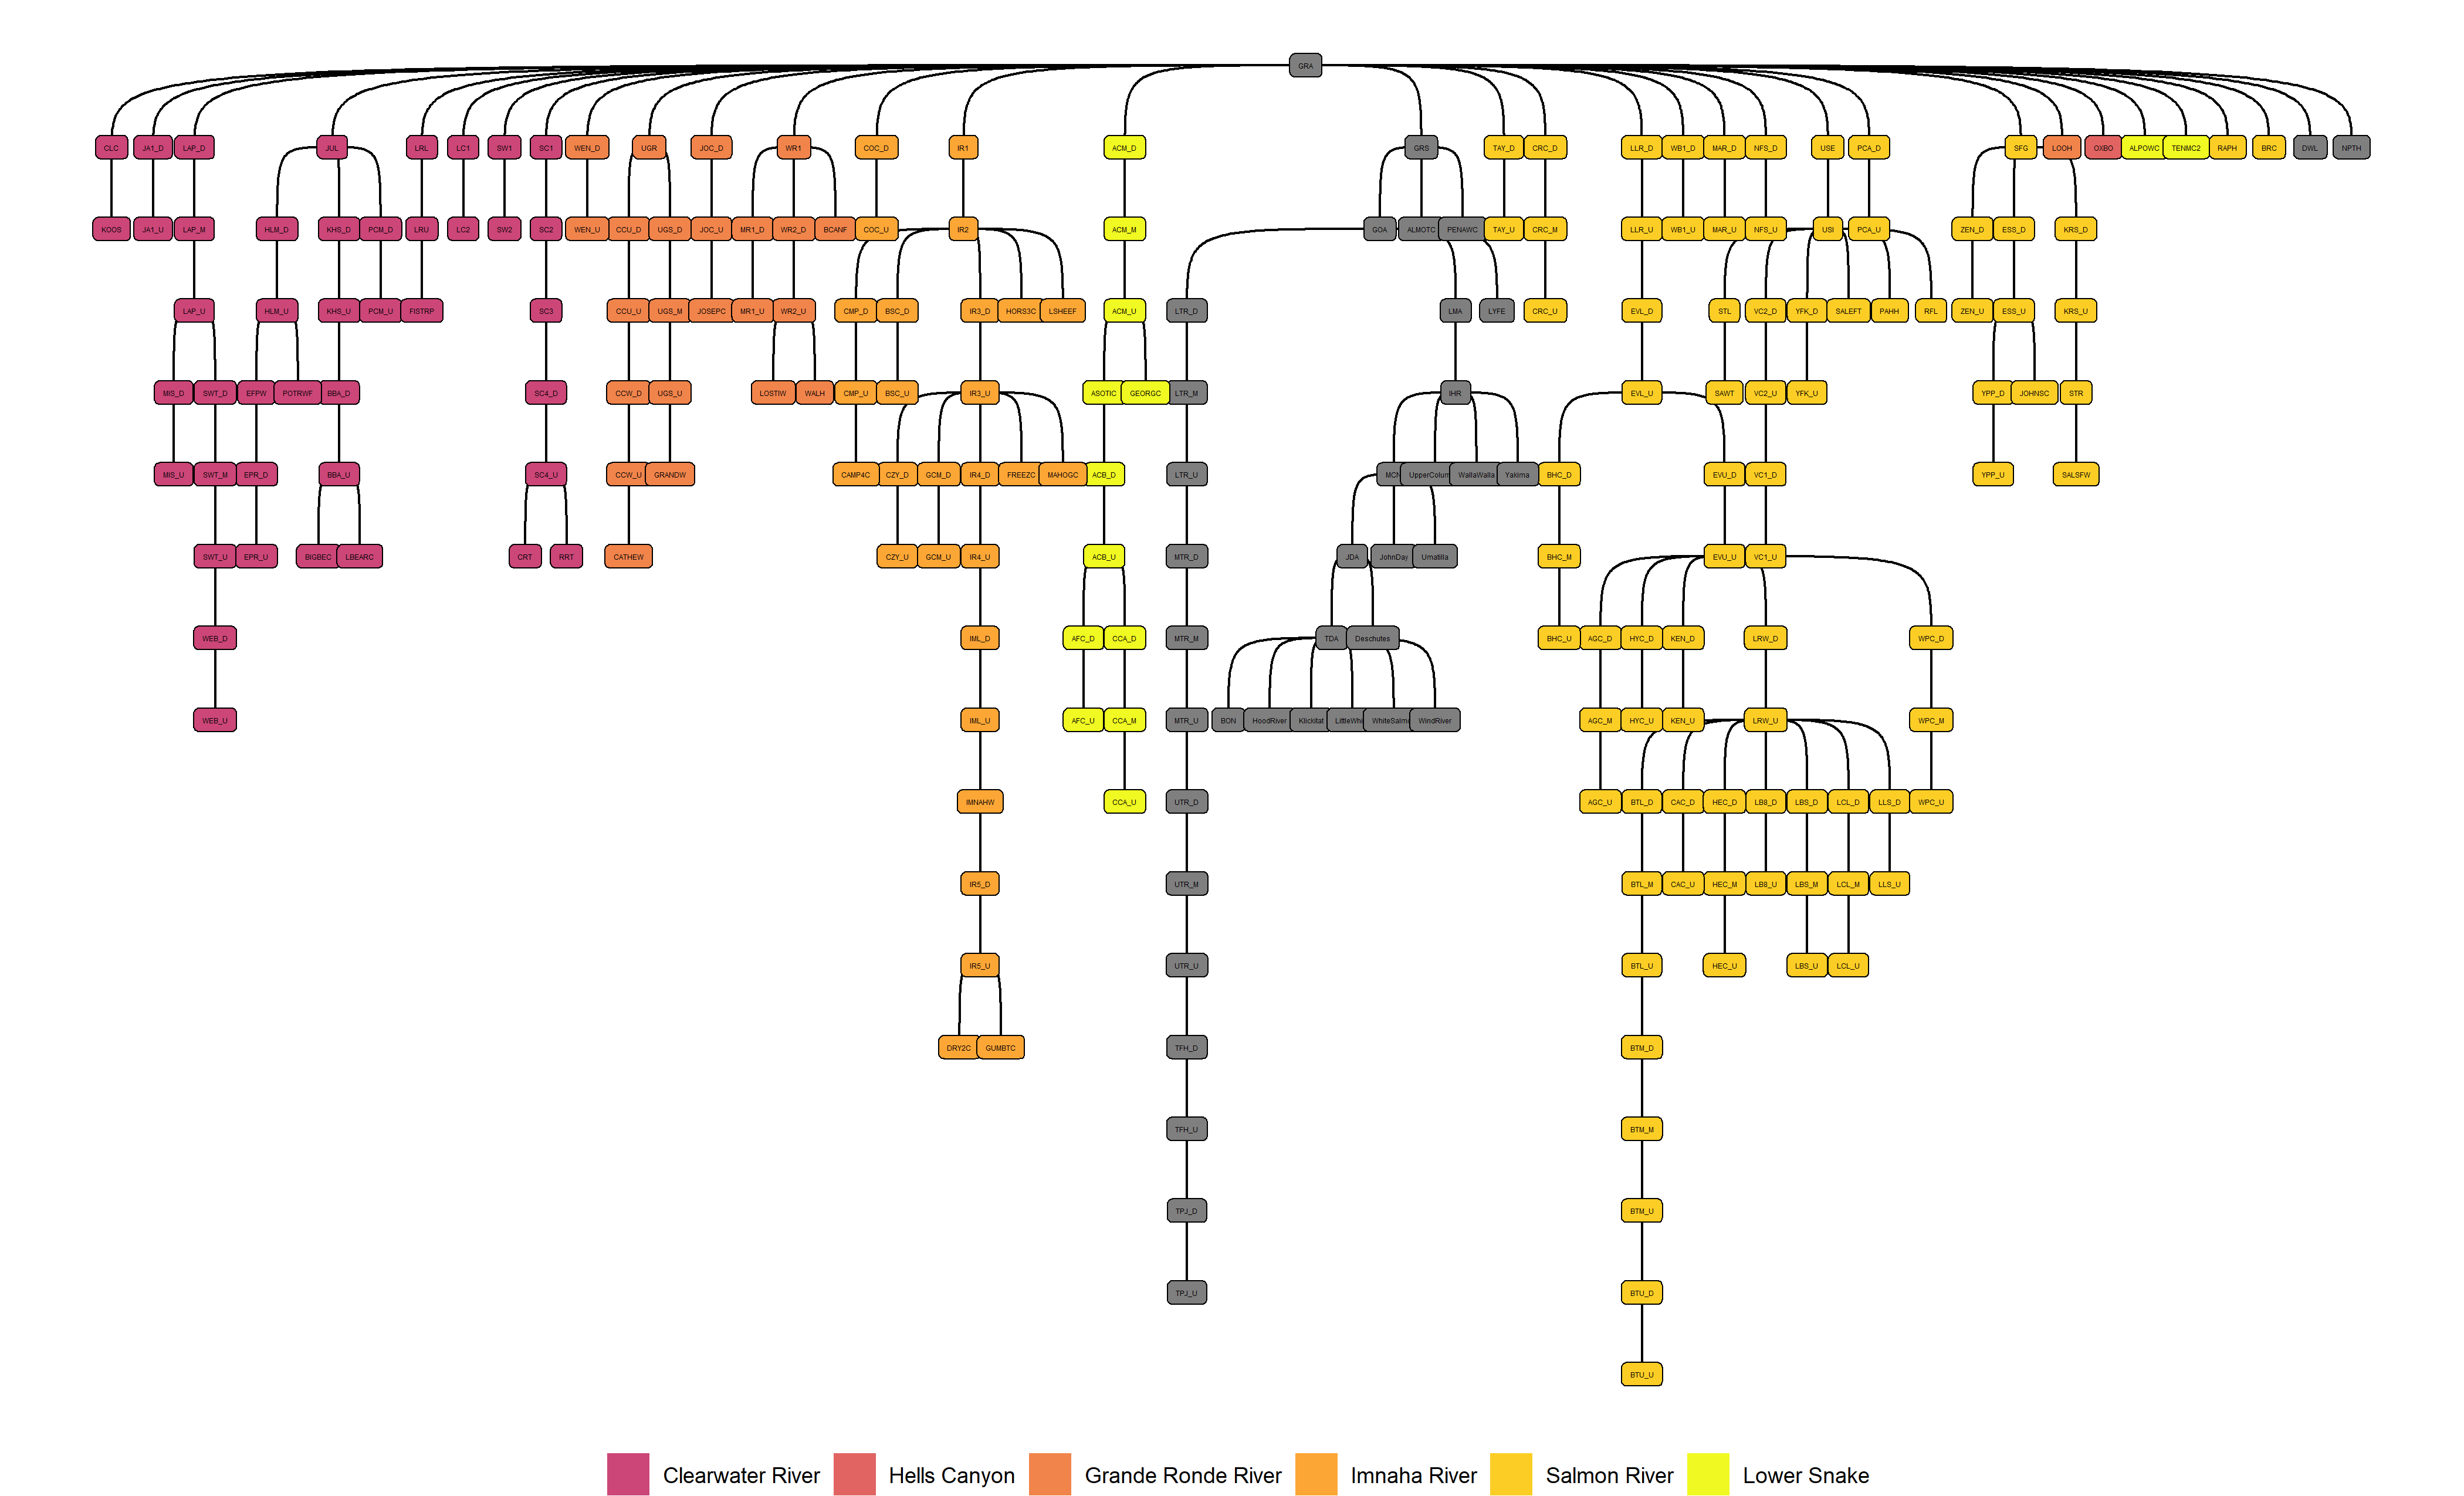 GRA
CLC JA1_D LAP_D JUL LRL LC1 SW1 SC1 WEN_D UGR JOC_D WR1 COC_D IR1 ACM_D GRS TAY_D CRC_D LLR_D WB1_D MAR_D NFS_D USE PCA_D SFG LOOH OXBO ALPOWC TENMC2 RAPH BRC DWL NPTH
KOOS JA1_U LAP_M HLM_D KHS_D PCM_D LRU LC2 SW2 SC2 WEN_U CCU_D UGS_D JOC_U MR1_D WR2_D BCANF COC_U IR2 ACM_M GOA ALMOTC PENAWC TAY_U CRC_M LLR_U WB1_U MAR_U NFS_U USI PCA_U ZEN_D ESS_D KRS_D
LAP_U HLM_U KHS_U PCM_U FISTRP SC3 CCU_U UGS_M JOSEPC MR1_U WR2_U CMP_D BSC_D IR3_D HORS3C LSHEEF ACM_U LTR_D LMA LYFE CRC_U EVL_D STL VC2_D YFK_D SALEFT PAHH RFL ZEN_U ESS_U KRS_U
MIS_D SWT_D EFPW POTRWF BBA_D SC4_D CCW_D UGS_U LOSTIW WALH CMP_U BSC_U IR3_U ASOTIC GEORGC LTR_M IHR EVL_U SAWT VC2_U YFK_U YPP_D JOHNSC STR
MIS_U SWT_M EPR_D BBA_U SC4_U CCW_U GRANDW CAMP4C CZY_D GCM_D IR4_D FREEZC MAHOGC ACB_D LTR_U MCN UpperColum WallaWalla Yakima BHC_D EVU_D VC1_D YPP_U SALSFW
SWT_U EPR_U BIGBEC LBEARC CRT RRT CATHEW CZY_U GCM_U IR4_U ACB_U MTR_D JDA JohnDay Umatilla BHC_M EVU_U VC1_U
WEB_D IML_D AFC_D CCA_D MTR_M TDA Deschutes BHC_U AGC_D HYC_D KEN_D LRW_D WPC_D
WEB_U IML_U AFC_U CCA_M MTR_U BON HoodRiver Klickitat LittleWhi WhiteSalm WindRiver AGC_M HYC_U KEN_U LRW_U WPC_M
IMNAHW CCA_U UTR_D AGC_U BTL_D CAC_D HEC_D LB8_D LBS_D LCL_D LLS_D WPC_U
IR5_D UTR_M BTL_M CAC_U HEC_M LB8_U LBS_M LCL_M LLS_U
IR5_U UTR_U BTL_U HEC_U LBS_U LCL_U
DRY2C GUMBTC TFH_D BTM_D
TFH_U BTM_M
TPJ_D BTM_U
TPJ_U BTU_D
BTU_U
Clearwater River Hells Canyon Grande Ronde River Imnaha River Salmon River Lower Snake